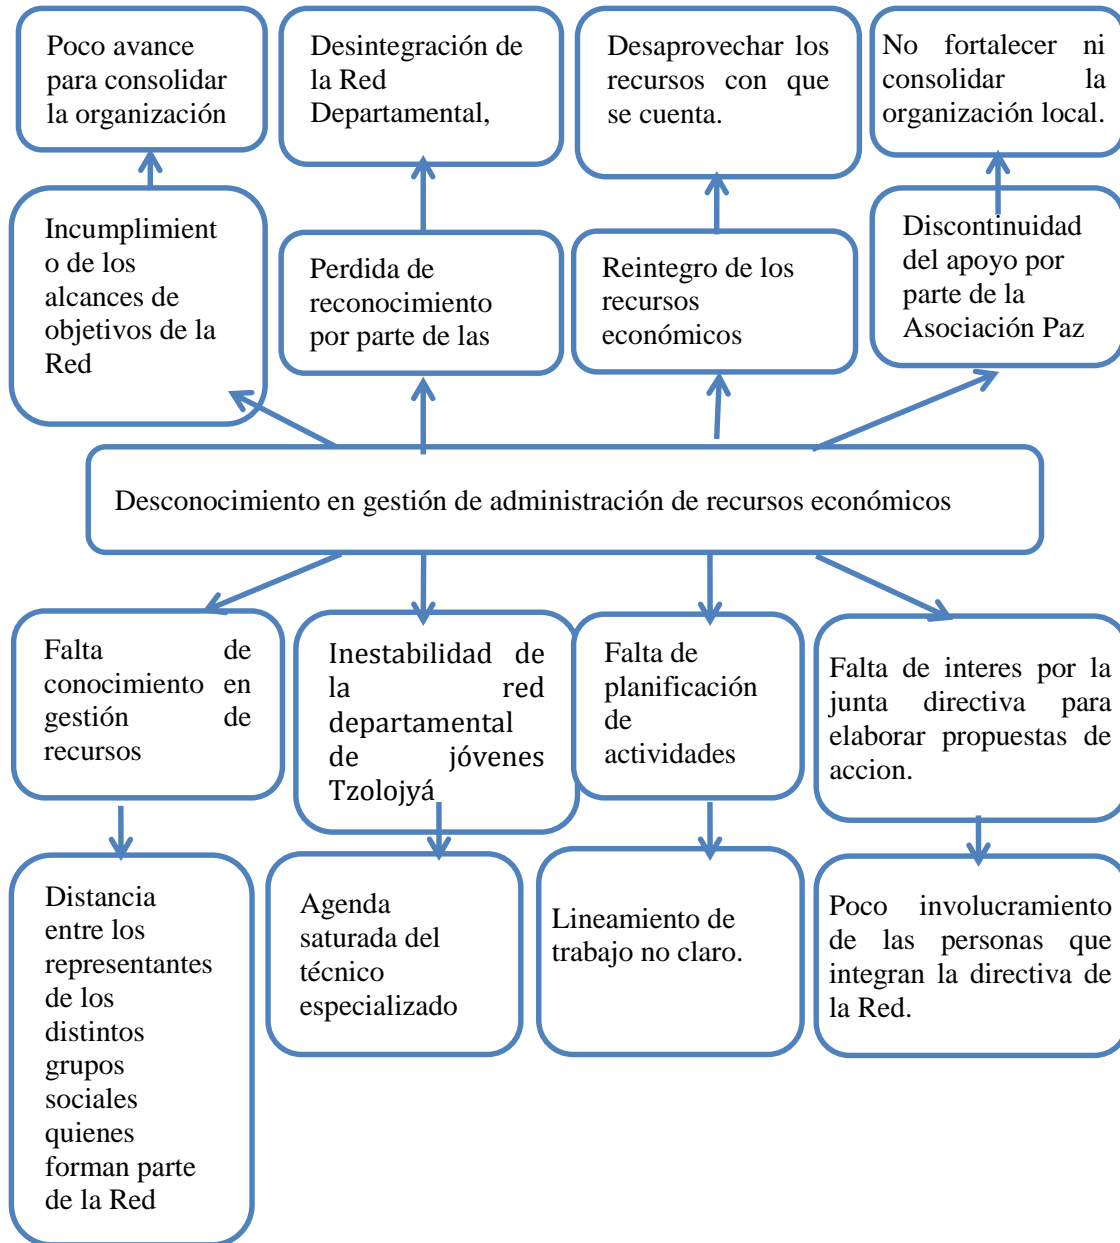 Poco avance
para consolidar
la organización
Desintegración de
la Red
Departamental,
Desaprovechar los
recursos con que
se cuenta.
No fortalecer ni
consolidar la
organización local.
Incumplimient
o de los
alcances de
objetivos de la
Red
Perdida de
reconocimiento
por parte de las
Reintegro de los
recursos
económicos
Discontinuidad
del apoyo por
parte de la
Asociación Paz
Desconocimiento en gestión de administración de recursos económicos
Falta de
conocimiento en
gestión de
recursos
Inestabilidad de
la red
departamental
de jóvenes
Tzolojyá
Falta de
planificación
de
actividades
Falta de interes por la
junta directiva para
elaborar propuestas de
accion.
Distancia
entre los
representantes
de los
distintos
grupos
sociales
quienes
forman parte
de la Red
Agenda
saturada del
técnico
especializado
Lineamiento de
trabajo no claro.
Poco involucramiento
de las personas que
integran la directiva de
la Red.